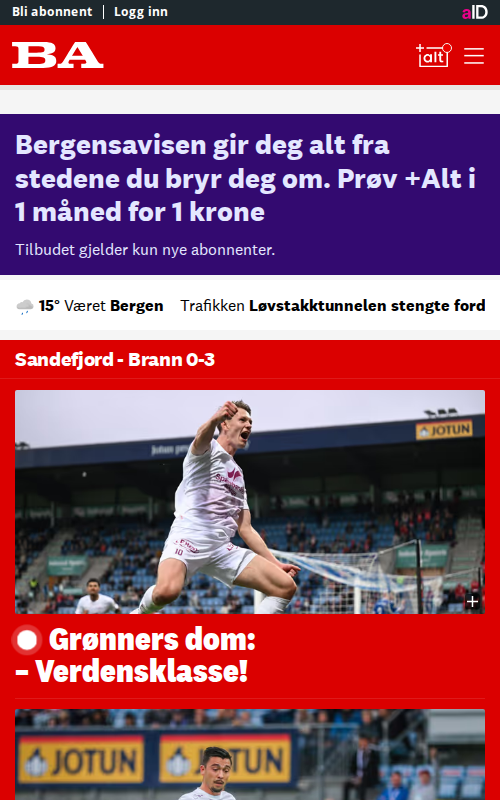 Bli abonnent
Logg inn
aID
BA
+alt
Bergensavisen gir deg alt fra
stedene du bryr deg om. Prøv +Alt i
1 måned for 1 krone
Tilbudet gjelder kun nye abonnenter.
15° Været Bergen
Trafikken Løvstakktunnelen stengte ford
Sandefjord - Brann 0-3
JOTUN
10
Grønners dom:
– Verdensklasse!
JOTUN
JOTUN